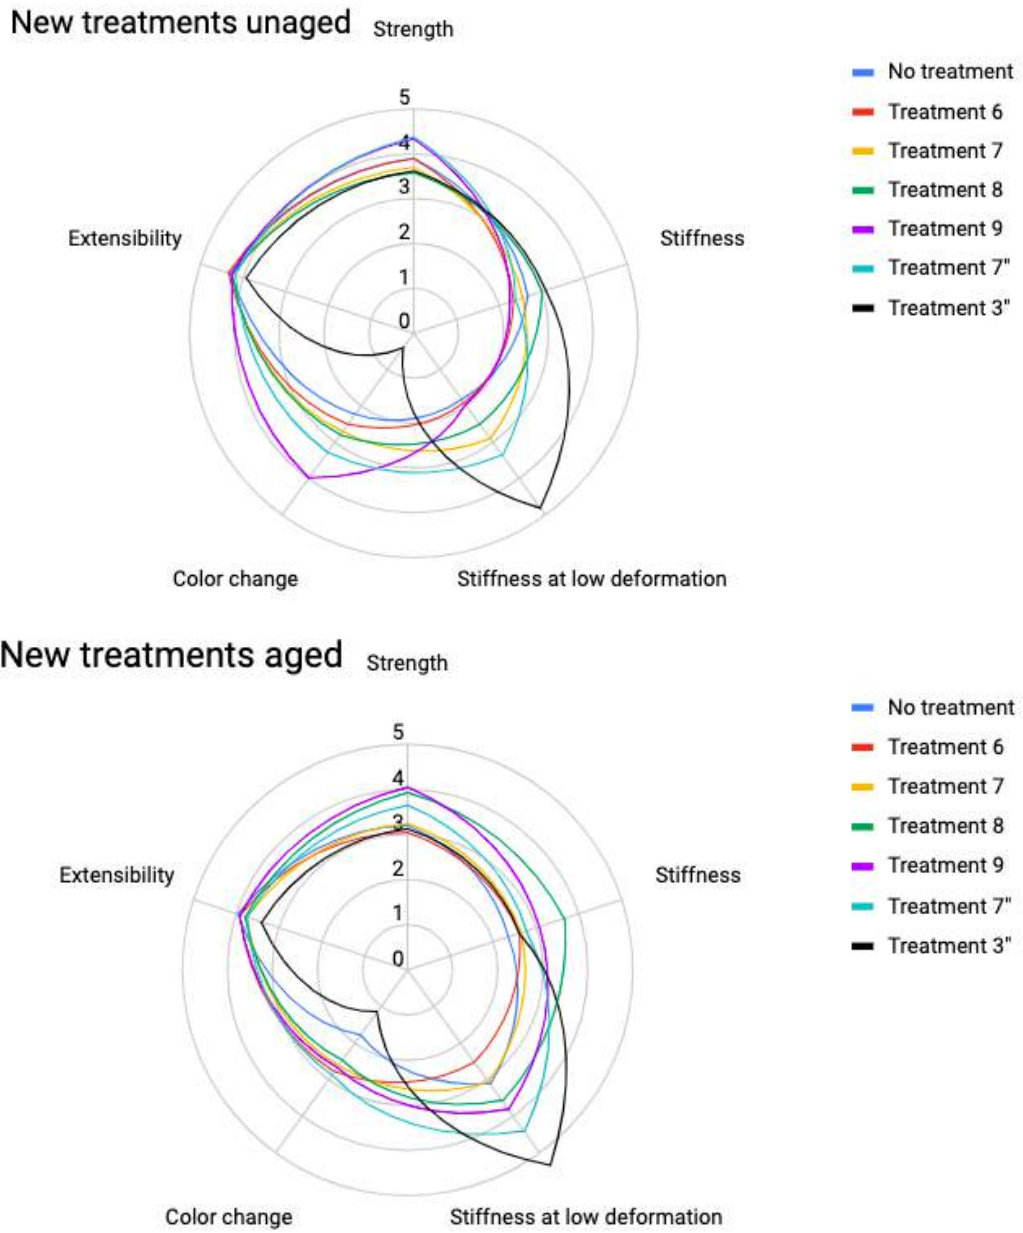 New treatments unaged
Strength
5
4
3
2
1
0
Extensibility
Stiffness
Color change
Stiffness at low deformation
No treatment
Treatment 6
Treatment 7
Treatment 8
Treatment 9
Treatment 7"
Treatment 3"
New treatments aged
Strength
5
4
3
2
1
0
Extensibility
Stiffness
Color change
Stiffness at low deformation
No treatment
Treatment 6
Treatment 7
Treatment 8
Treatment 9
Treatment 7"
Treatment 3"